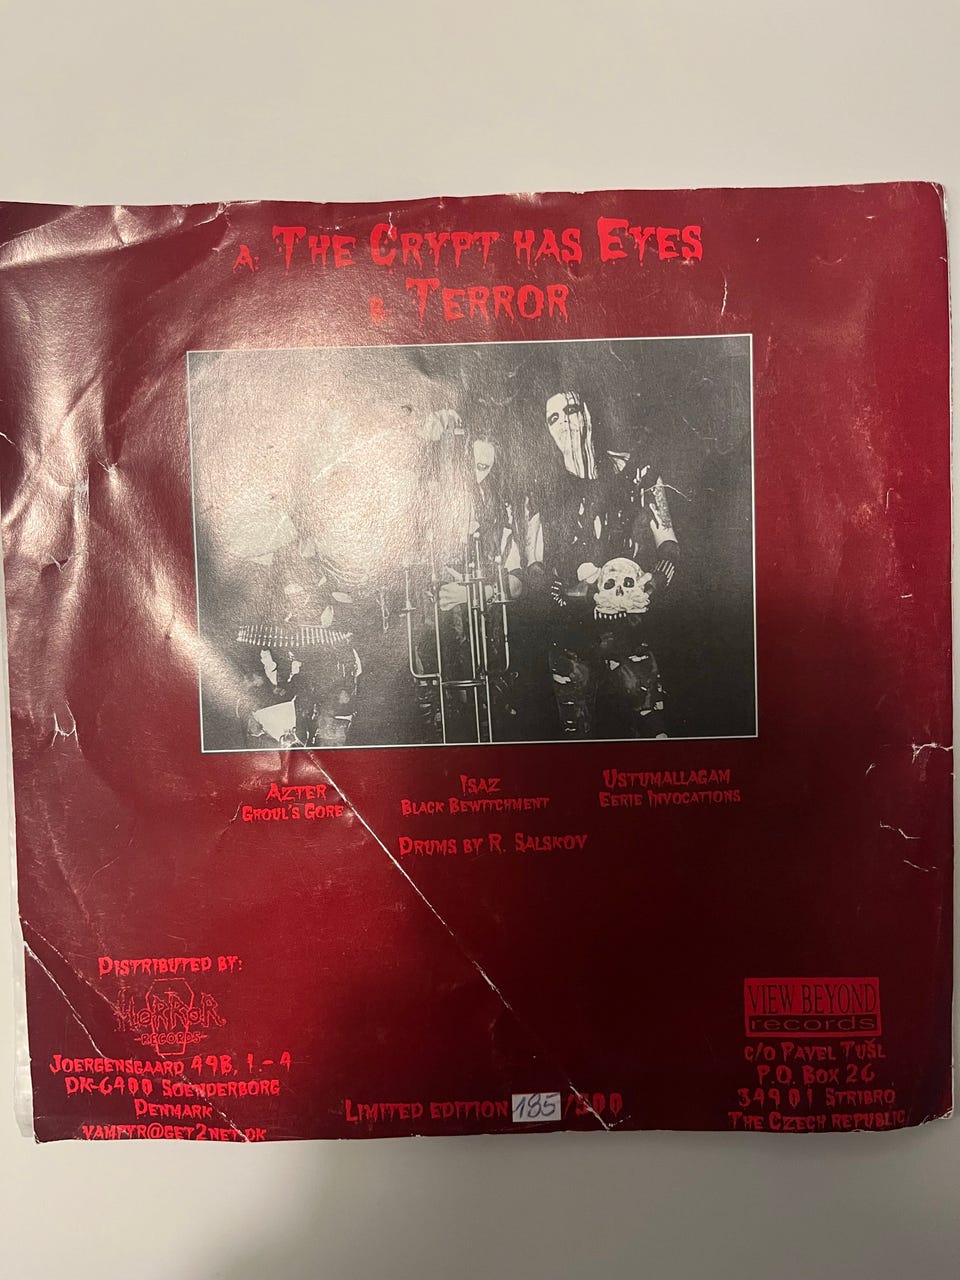 A: The Crypt has Eyes
B: Terror
Azter
Ghoul's Gore
Isaz
Black Bewitchment
Ustumallagam
Eerie Invocations
Drums by R. Salskov
Distributed by:
HORROR
RECORDS
Joergensgaard 49B, 1.-4
DK-6400 Soenderborg
Denmark
vampyr@get2net.dk
Limited edition 185/500
VIEW BEYOND
records
c/o Pavel Tušl
P.O. Box 26
349 01 Stribro
The Czech republic